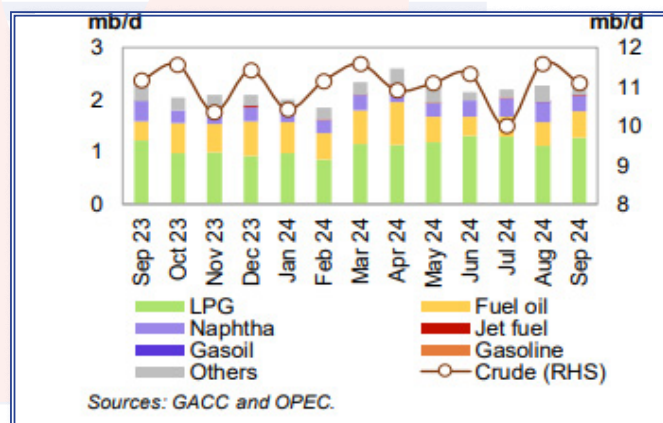 mb/d mb/d
3 12
11
2
10
1
9
0 8
Sep 23 Oct 23 Nov 23 Dec 23 Jan 24 Feb 24 Mar 24 Apr 24 May 24 Jun 24 Jul 24 Aug 24 Sep 24
LPG Fuel oil
Naphtha Jet fuel
Gasoil Gasoline
Others Crude (RHS)
Sources: GACC and OPEC.